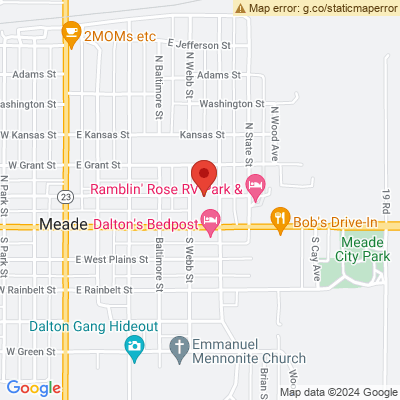 Map error: g.co/staticmaperror
2MOMs etc
E Jefferson St
Adams St
Adams St
N Baltimore St
N Webb St
Washington St
Washington St
W Kansas St
E Kansas St
Kansas St
N State St
N Wood Ave
W Grant St
E Grant St
Ramblin' Rose RV Park &
N Park St
23
19 Rd
Meade
Dalton's Bedpost
Bob's Drive-In
S Park St
E West Plains St
Baltimore St
S Webb St
S Cay Ave
Meade
City Park
W Rainbelt St
E Rainbelt St
Dalton Gang Hideout
W Green St
Emmanuel
Mennonite Church
Brian S
Woo
Google
Map data ©2024 Google